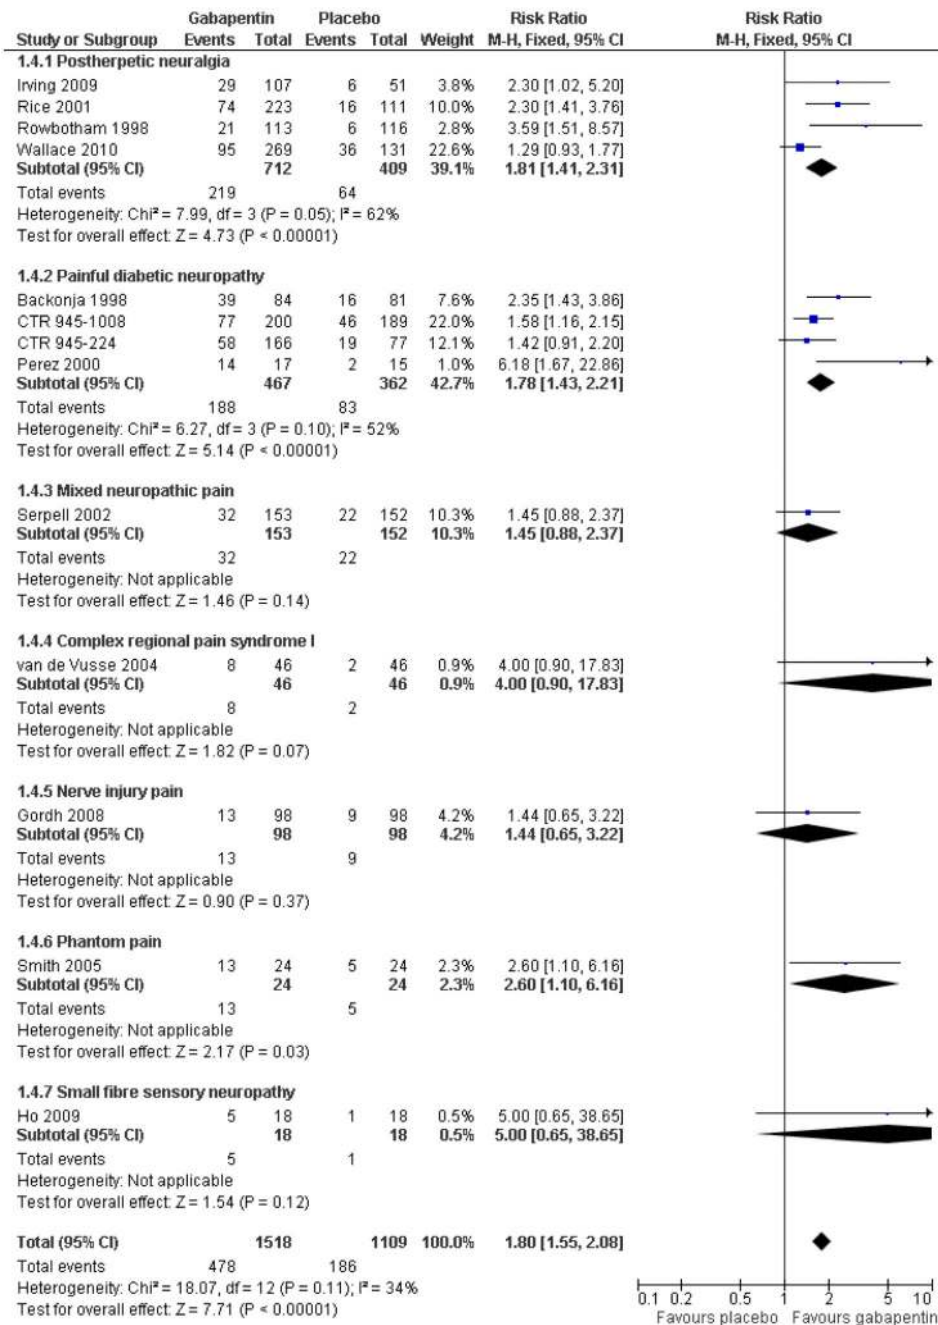 Gabapentin Placebo Risk Ratio Risk Ratio
Study or Subgroup Events Total Events Total Weight M-H, Fixed, 95% CI M-H, Fixed, 95% CI
1.4.1 Postherpetic neuralgia
Irving 2009 29 107 6 51 3.8% 2.30 [1.02, 5.20]
Rice 2001 74 223 16 111 10.0% 2.30 [1.41, 3.76]
Rowbotham 1998 21 113 6 116 2.8% 3.59 [1.51, 8.57]
Wallace 2010 95 269 36 131 22.6% 1.29 [0.93, 1.77]
Subtotal (95% CI) 712 409 39.1% 1.81 [1.41, 2.31]
Total events 219 64
Heterogeneity: Chi² = 7.99, df = 3 (P = 0.05); I² = 62%
Test for overall effect: Z = 4.73 (P < 0.00001)
1.4.2 Painful diabetic neuropathy
Backonja 1998 39 84 16 81 7.6% 2.35 [1.43, 3.86]
CTR 945-1008 77 200 46 189 22.0% 1.58 [1.16, 2.15]
CTR 945-224 58 166 19 77 12.1% 1.42 [0.91, 2.20]
Perez 2000 14 17 2 15 1.0% 6.18 [1.67, 22.86]
Subtotal (95% CI) 467 362 42.7% 1.78 [1.43, 2.21]
Total events 188 83
Heterogeneity: Chi² = 6.27, df = 3 (P = 0.10); I² = 52%
Test for overall effect: Z = 5.14 (P < 0.00001)
1.4.3 Mixed neuropathic pain
Serpell 2002 32 153 22 152 10.3% 1.45 [0.88, 2.37]
Subtotal (95% CI) 153 152 10.3% 1.45 [0.88, 2.37]
Total events 32 22
Heterogeneity: Not applicable
Test for overall effect: Z = 1.46 (P = 0.14)
1.4.4 Complex regional pain syndrome I
van de Vusse 2004 8 46 2 46 0.9% 4.00 [0.90, 17.83]
Subtotal (95% CI) 46 46 0.9% 4.00 [0.90, 17.83]
Total events 8 2
Heterogeneity: Not applicable
Test for overall effect: Z = 1.82 (P = 0.07)
1.4.5 Nerve injury pain
Gordh 2008 13 98 9 98 4.2% 1.44 [0.65, 3.22]
Subtotal (95% CI) 98 98 4.2% 1.44 [0.65, 3.22]
Total events 13 9
Heterogeneity: Not applicable
Test for overall effect: Z = 0.90 (P = 0.37)
1.4.6 Phantom pain
Smith 2005 13 24 5 24 2.3% 2.60 [1.10, 6.16]
Subtotal (95% CI) 24 24 2.3% 2.60 [1.10, 6.16]
Total events 13 5
Heterogeneity: Not applicable
Test for overall effect: Z = 2.17 (P = 0.03)
1.4.7 Small fibre sensory neuropathy
Ho 2009 5 18 1 18 0.5% 5.00 [0.65, 38.65]
Subtotal (95% CI) 18 18 0.5% 5.00 [0.65, 38.65]
Total events 5 1
Heterogeneity: Not applicable
Test for overall effect: Z = 1.54 (P = 0.12)
Total (95% CI) 1518 1109 100.0% 1.80 [1.55, 2.08]
Total events 478 186
Heterogeneity: Chi² = 18.07, df = 12 (P = 0.11); I² = 34%
Test for overall effect: Z = 7.71 (P < 0.00001)
0.1 0.2 0.5 1 2 5 10
Favours placebo Favours gabapentin